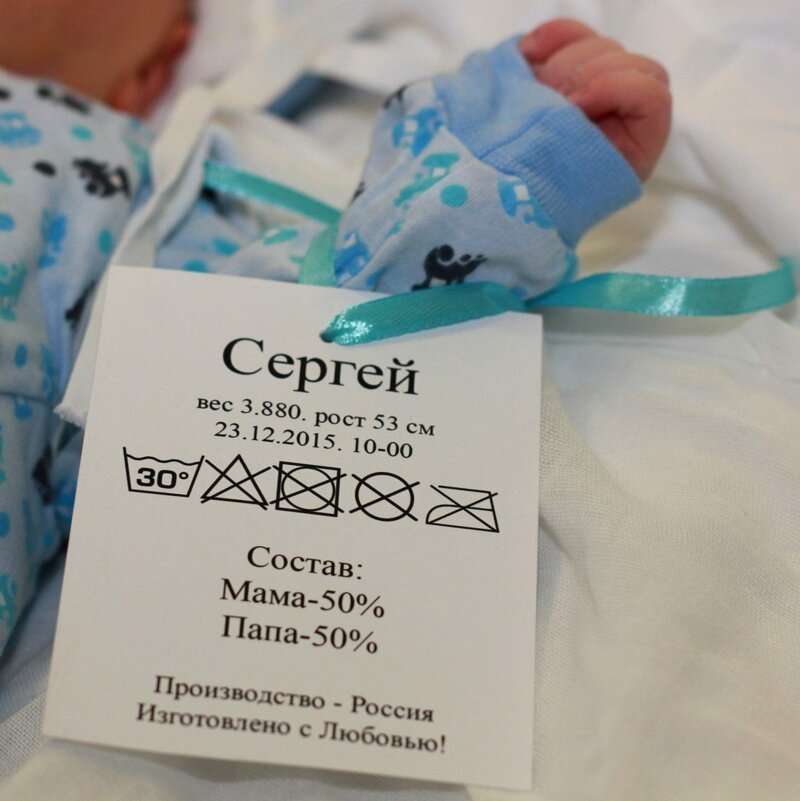 Сергей
вес 3.880. рост 53 см
23.12.2015. 10-00
30°
Состав:
Мама-50%
Папа-50%
Производство - Россия
Изготовлено с Любовью!